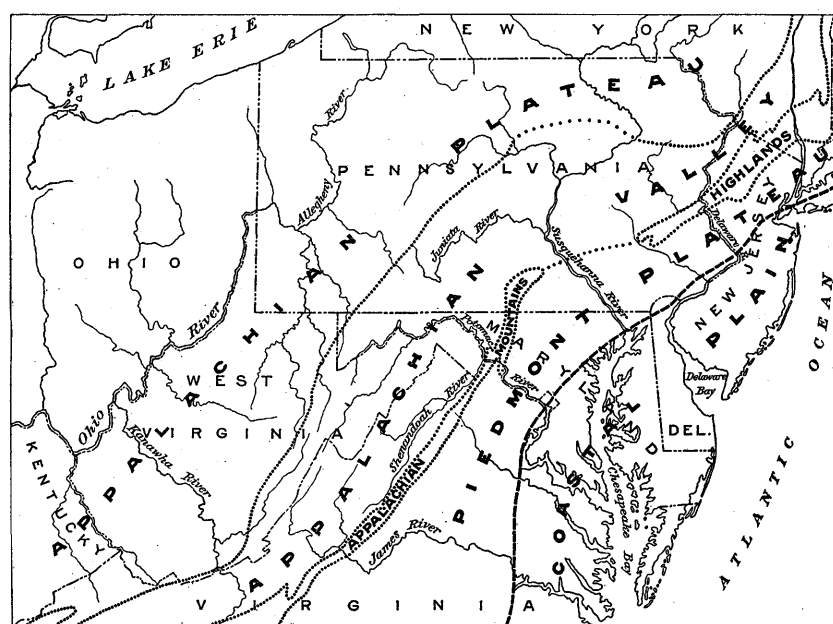 NEW YORK
LAKE ERIE
APPALACHIAN PLATEAU
PENNSYLVANIA
APPALACHIAN VALLEY
HIGHLANDS
Allegheny River
Juniata River
Susquehanna River
Delaware
PIEDMONT PLATEAU
NEW JERSEY
COASTAL PLAIN
OHIO
Ohio River
APPALACHIAN MOUNTAINS
MARYLAND
Potomac River
WEST VIRGINIA
Kanawha River
Shenandoah River
Delaware Bay
DEL.
Chesapeake Bay
KENTUCKY
James River
VIRGINIA
ATLANTIC OCEAN